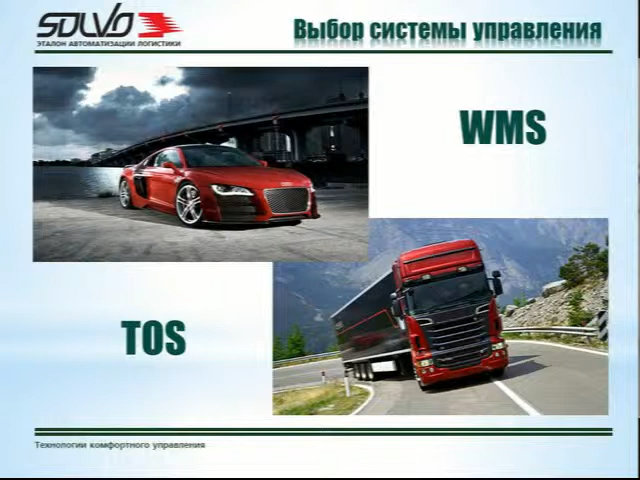 SOLVO
ЭТАЛОН АВТОМАТИЗАЦИИ ЛОГИСТИКИ
Выбор системы управления
WMS
TOS
Технологии комфортного управления